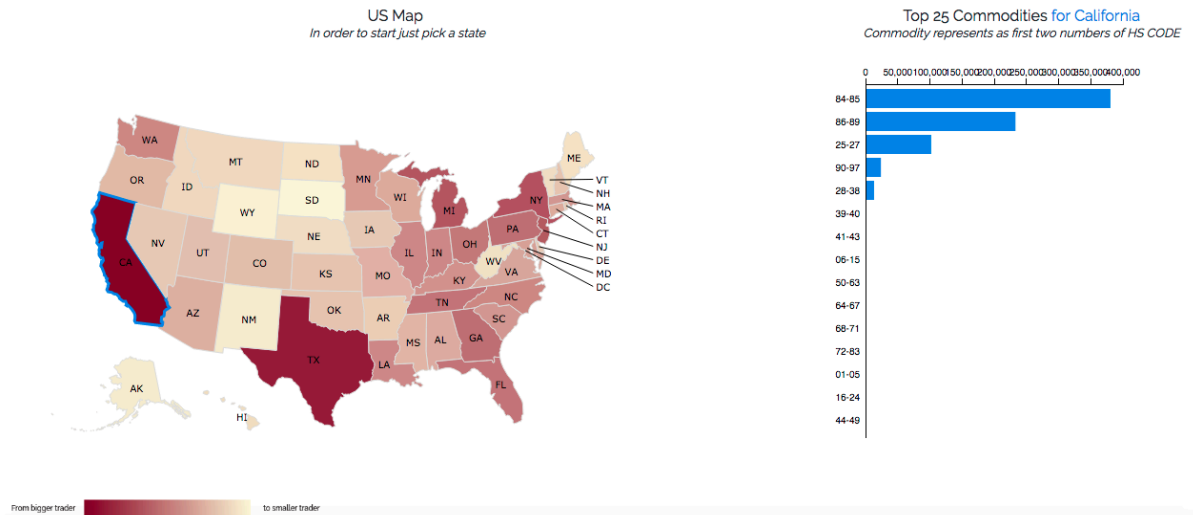 US Map
In order to start just pick a state
WA
OR
ID
MT
ND
SD
WY
NV
CA
UT
CO
NE
KS
AZ
NM
OK
TX
MN
IA
MO
AR
LA
WI
IL
IN
MI
OH
KY
TN
MS
AL
GA
FL
SC
NC
VA
WV
PA
NY
ME
VT
NH
MA
RI
CT
NJ
DE
MD
DC
AK
HI
From bigger trader
to smaller trader
Top 25 Commodities for California
Commodity represents as first two numbers of HS CODE
0 50,000 100,000 150,000 200,000 250,000 300,000 350,000 400,000
84-85
86-89
25-27
90-97
28-38
39-40
41-43
06-15
50-63
64-67
68-71
72-83
01-05
16-24
44-49